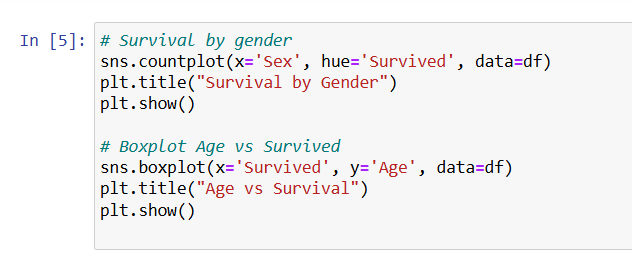 In [5]: # Survival by gender
sns.countplot(x='Sex', hue='Survived', data=df)
plt.title("Survival by Gender")
plt.show()
# Boxplot Age vs Survived
sns.boxplot(x='Survived', y='Age', data=df)
plt.title("Age vs Survival")
plt.show()